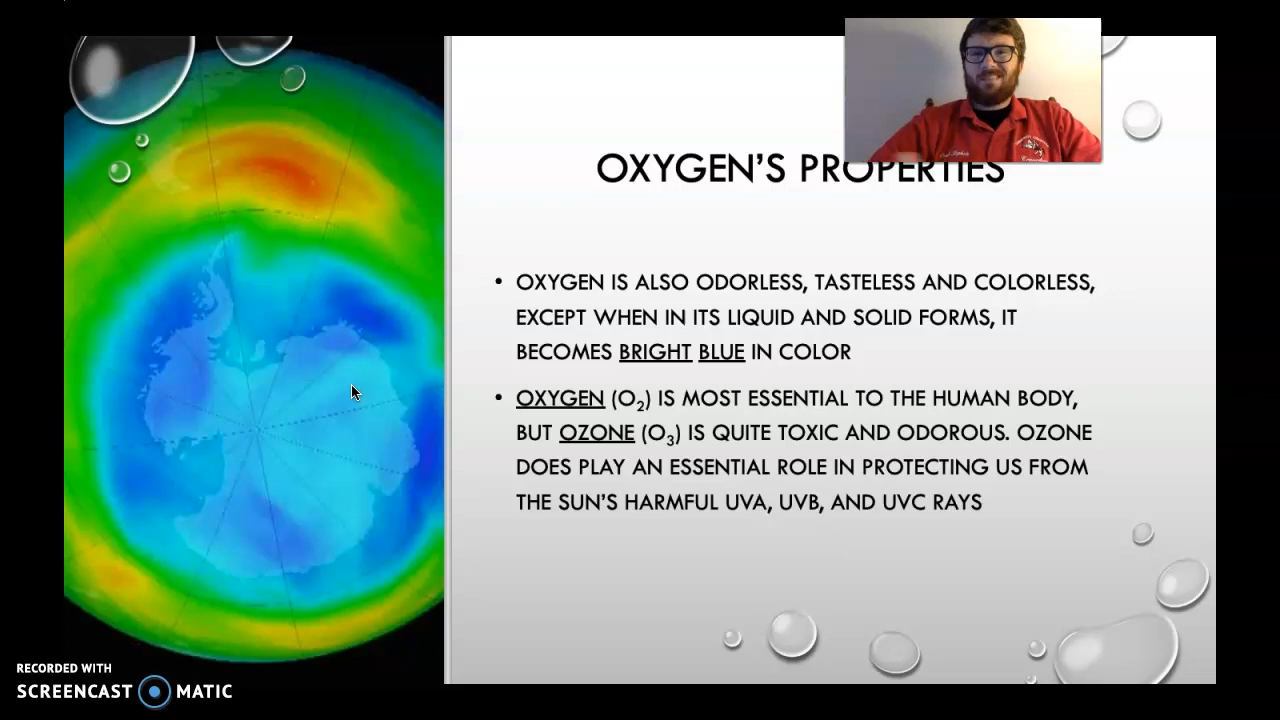 OXYGEN'S PROPERTIES
• OXYGEN IS ALSO ODORLESS, TASTELESS AND COLORLESS,
EXCEPT WHEN IN ITS LIQUID AND SOLID FORMS, IT
BECOMES BRIGHT BLUE IN COLOR
• OXYGEN (O₂) IS MOST ESSENTIAL TO THE HUMAN BODY,
BUT OZONE (O₃) IS QUITE TOXIC AND ODOROUS. OZONE
DOES PLAY AN ESSENTIAL ROLE IN PROTECTING US FROM
THE SUN'S HARMFUL UVA, UVB, AND UVC RAYS
RECORDED WITH
SCREENCAST MATIC